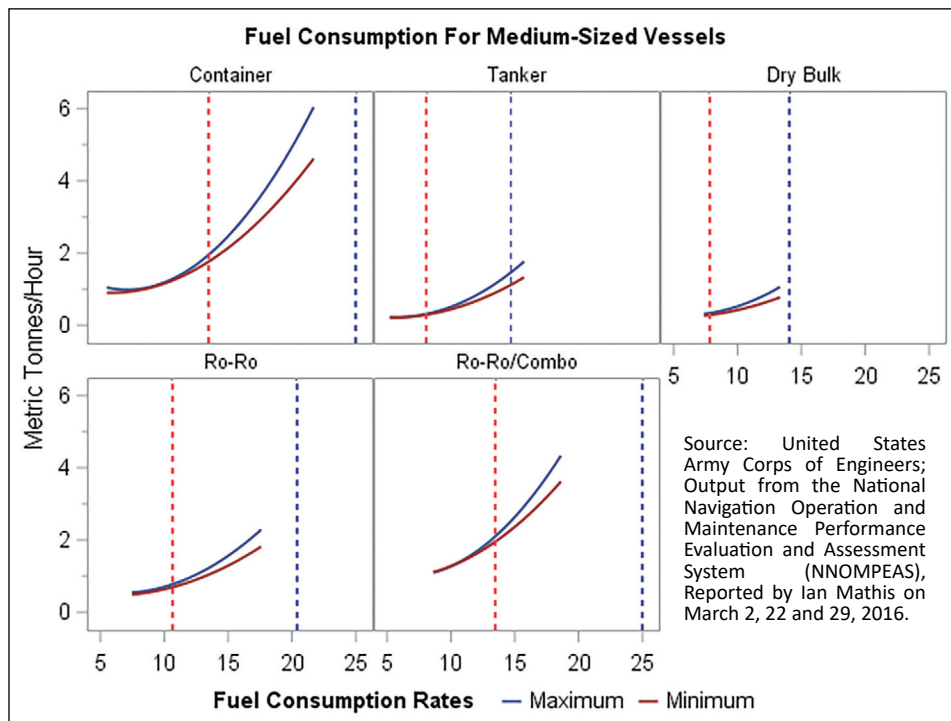 Fuel Consumption For Medium-Sized Vessels
Container
Tanker
Dry Bulk
Metric Tonnes/Hour
6
4
2
0
5 10 15 20 25
Ro-Ro
Ro-Ro/Combo
6
4
2
0
Source: United States
Army Corps of Engineers;
Output from the National
Navigation Operation and
Maintenance Performance
Evaluation and Assessment
System (NNOMPEAS),
Reported by Ian Mathis on
March 2, 22 and 29, 2016.
5 10 15 20 25
5 10 15 20 25
Fuel Consumption Rates
Maximum
Minimum